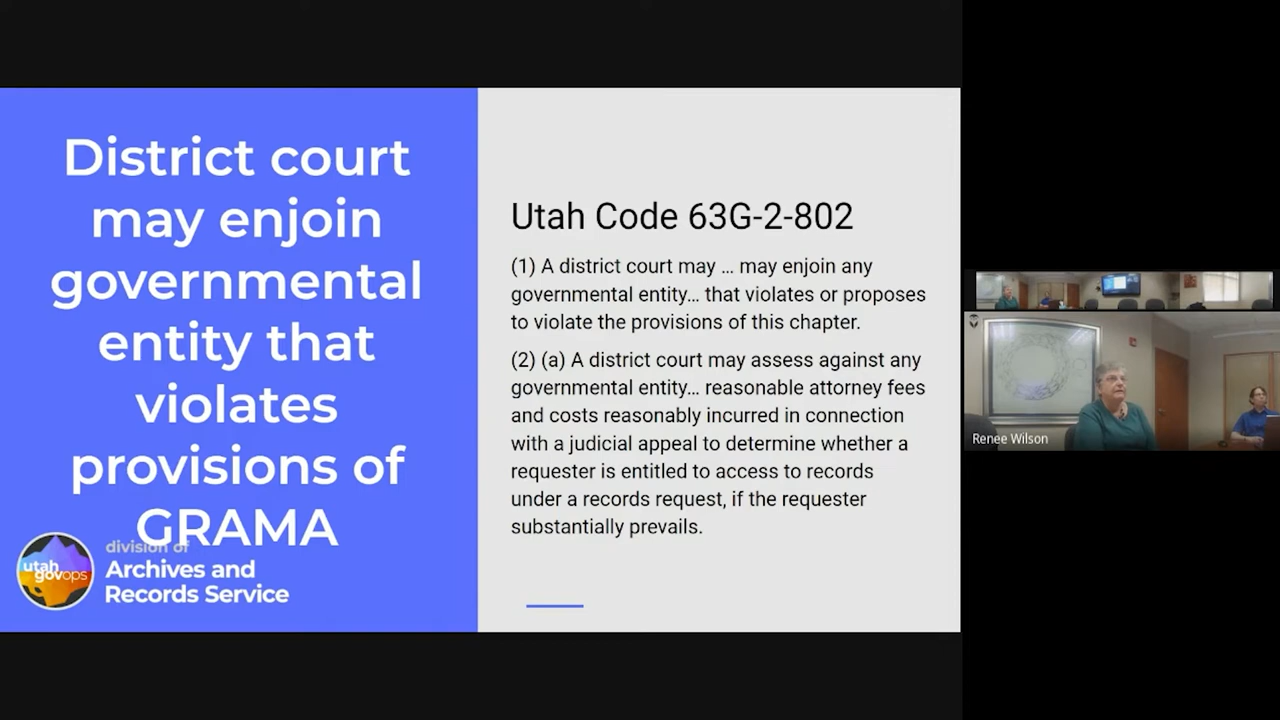 District court
may enjoin
governmental
entity that
violates
provisions of
GRAMA
utah
govops
division of
Archives and
Records Service
Utah Code 63G-2-802
(1) A district court may … may enjoin any
governmental entity… that violates or proposes
to violate the provisions of this chapter.
(2) (a) A district court may assess against any
governmental entity… reasonable attorney fees
and costs reasonably incurred in connection
with a judicial appeal to determine whether a
requester is entitled to access to records
under a records request, if the requester
substantially prevails.
Renee Wilson